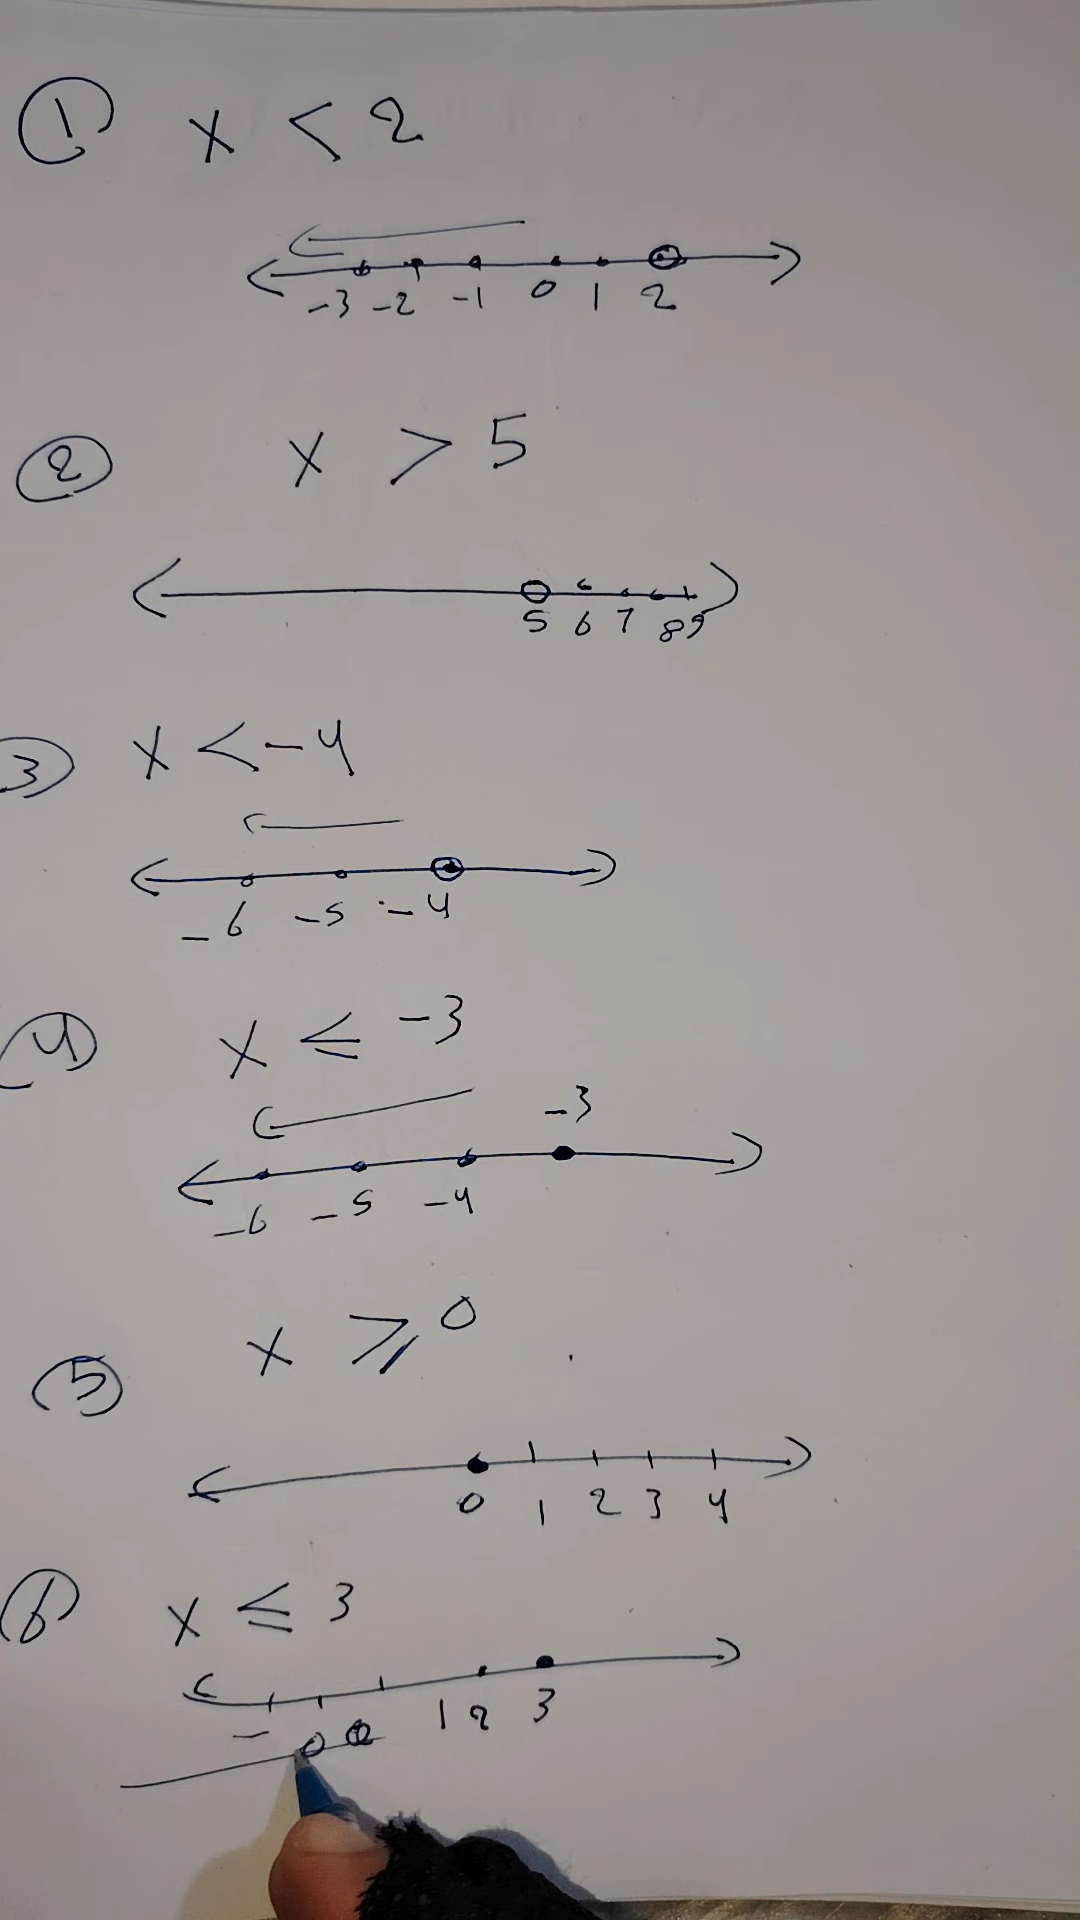 1 x < 2
-3 -2 -1 0 1 2
2 x > 5
5 6 7 8 9
3 x < -4
-6 -5 -4
4 x ≤ -3
-3
-6 -5 -4
5 x ≥ 0
0 1 2 3 4
6 x ≤ 3
- 0 1 2 3